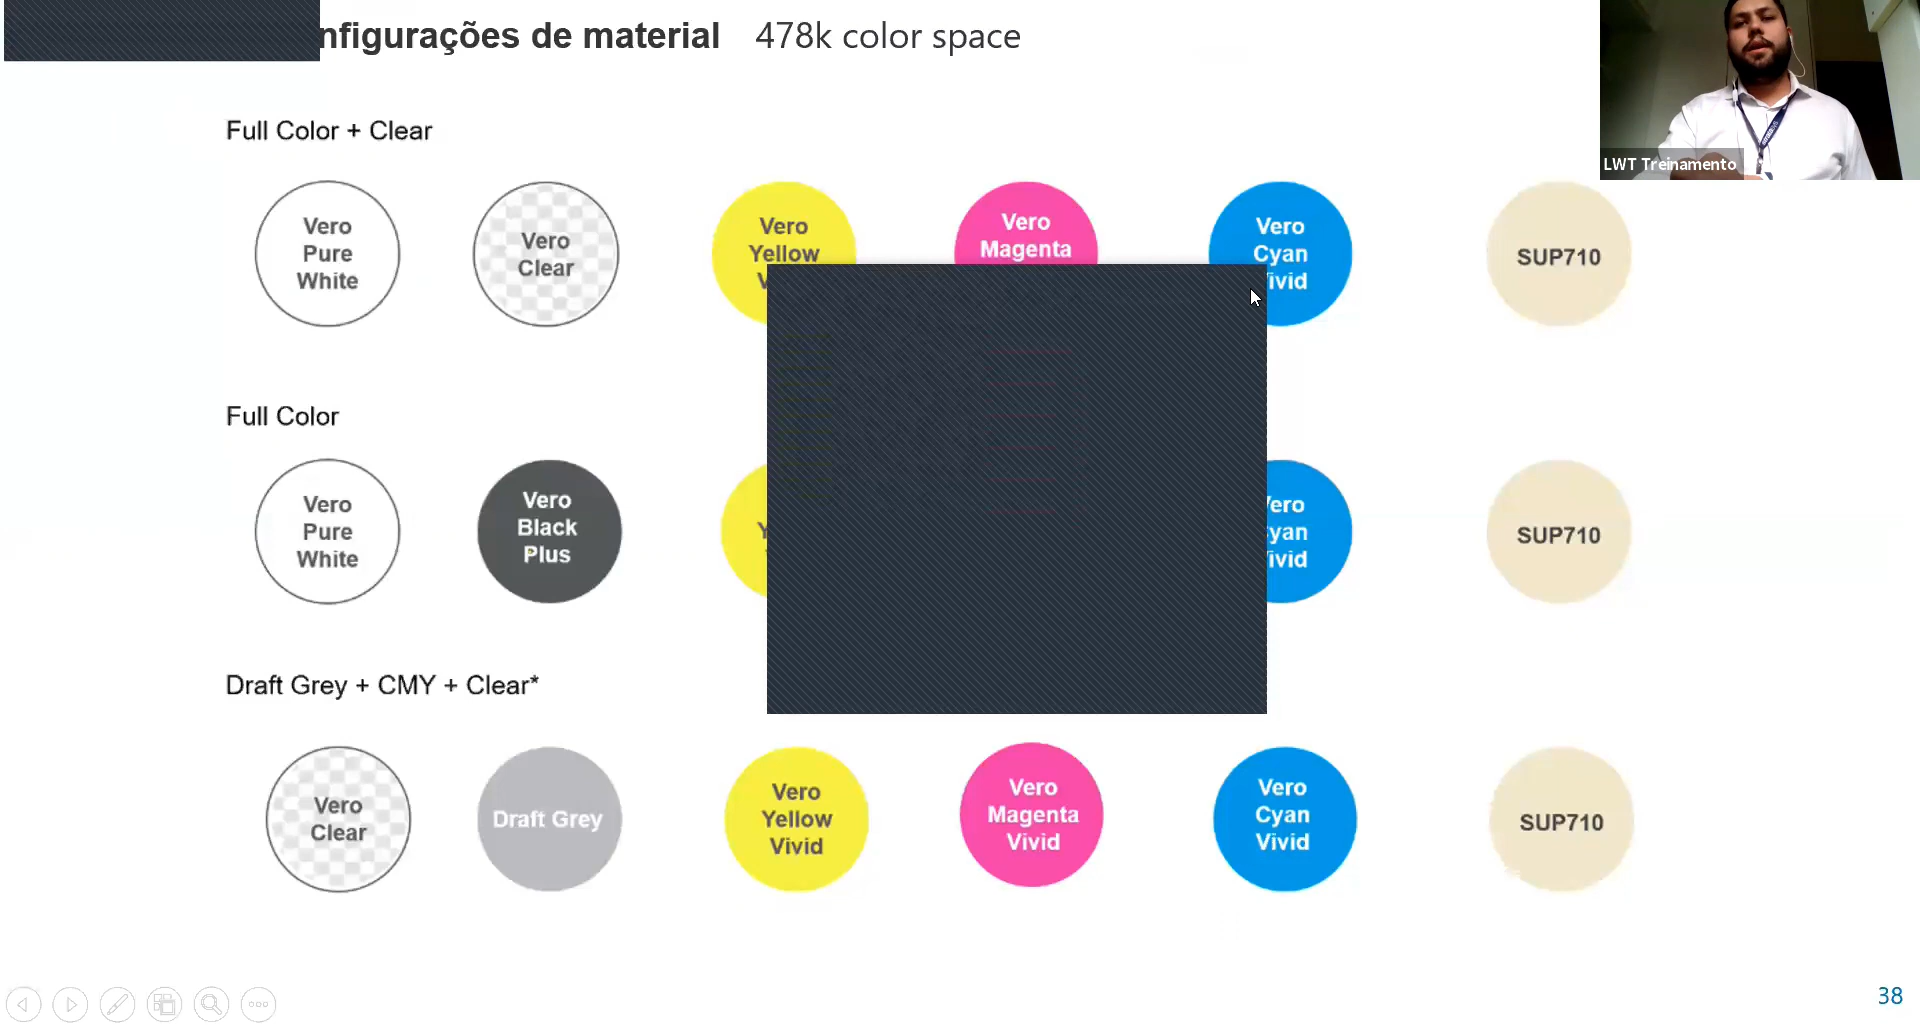 nfigurações de material 478k color space
LWT Treinamento
Full Color + Clear
Vero
Pure
White
Vero
Clear
Vero
Yellow
Vero
Magenta
Vero
Cyan
ivid
SUP710
Full Color
Vero
Pure
White
Vero
Black
Plus
ero
yan
ivid
SUP710
Draft Grey + CMY + Clear*
Vero
Clear
Draft Grey
Vero
Yellow
Vivid
Vero
Magenta
Vivid
Vero
Cyan
Vivid
SUP710
38